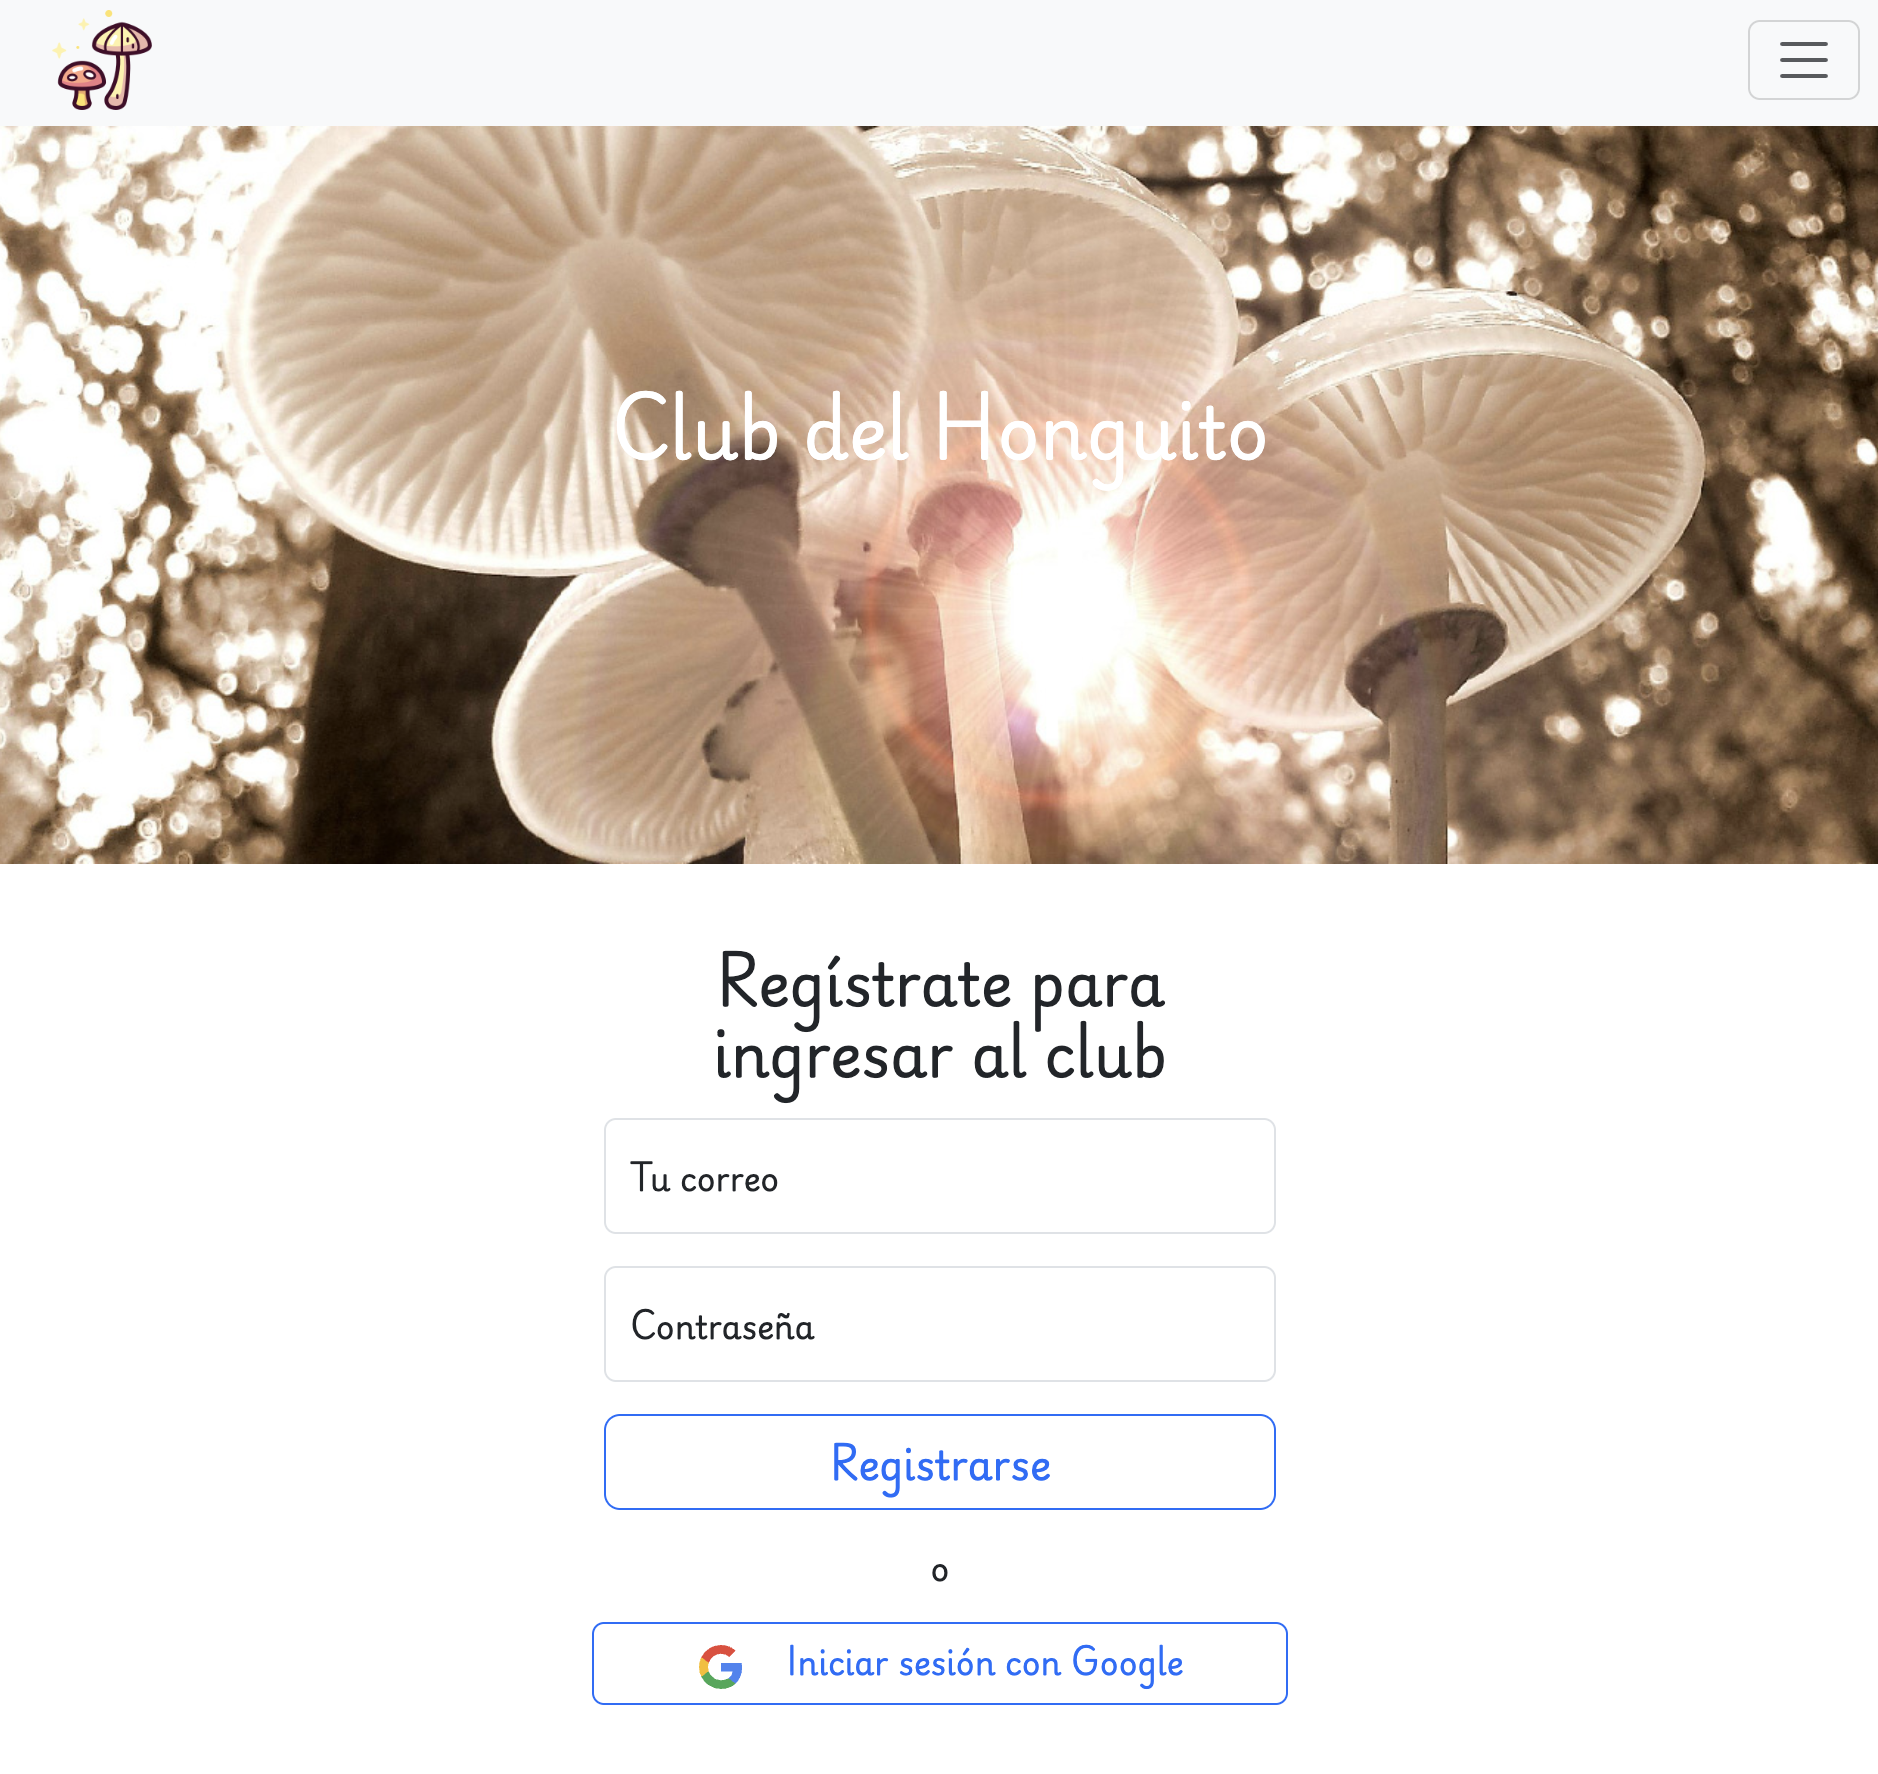 Club del Honguito
Regístrate para
ingresar al club
Tu correo
Contraseña
Registrarse
o
Iniciar sesión con Google